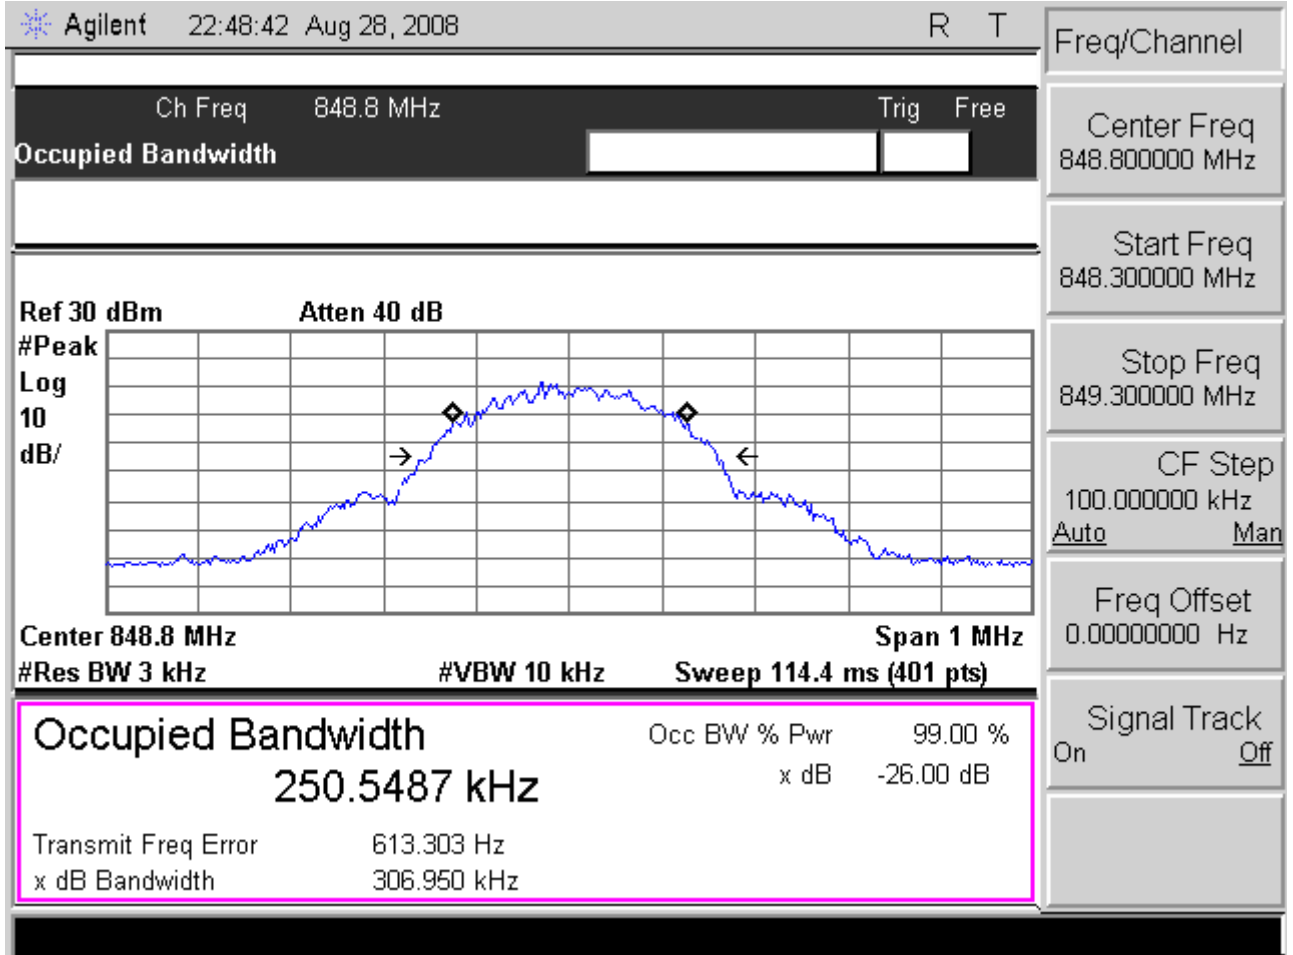 Agilent 22:48:42 Aug 28, 2008 R T
Freq/Channel
Ch Freq 848.8 MHz Trig Free
Occupied Bandwidth
Center Freq
848.800000 MHz
Start Freq
848.300000 MHz
Stop Freq
849.300000 MHz
CF Step
100.000000 kHz
Auto Man
Freq Offset
0.00000000 Hz
Signal Track
On Off
Ref 30 dBm Atten 40 dB
#Peak
Log
10
dB/
Center 848.8 MHz Span 1 MHz
#Res BW 3 kHz #VBW 10 kHz Sweep 114.4 ms (401 pts)
Occupied Bandwidth
250.5487 kHz
Occ BW % Pwr 99.00 %
x dB -26.00 dB
Transmit Freq Error 613.303 Hz
x dB Bandwidth 306.950 kHz